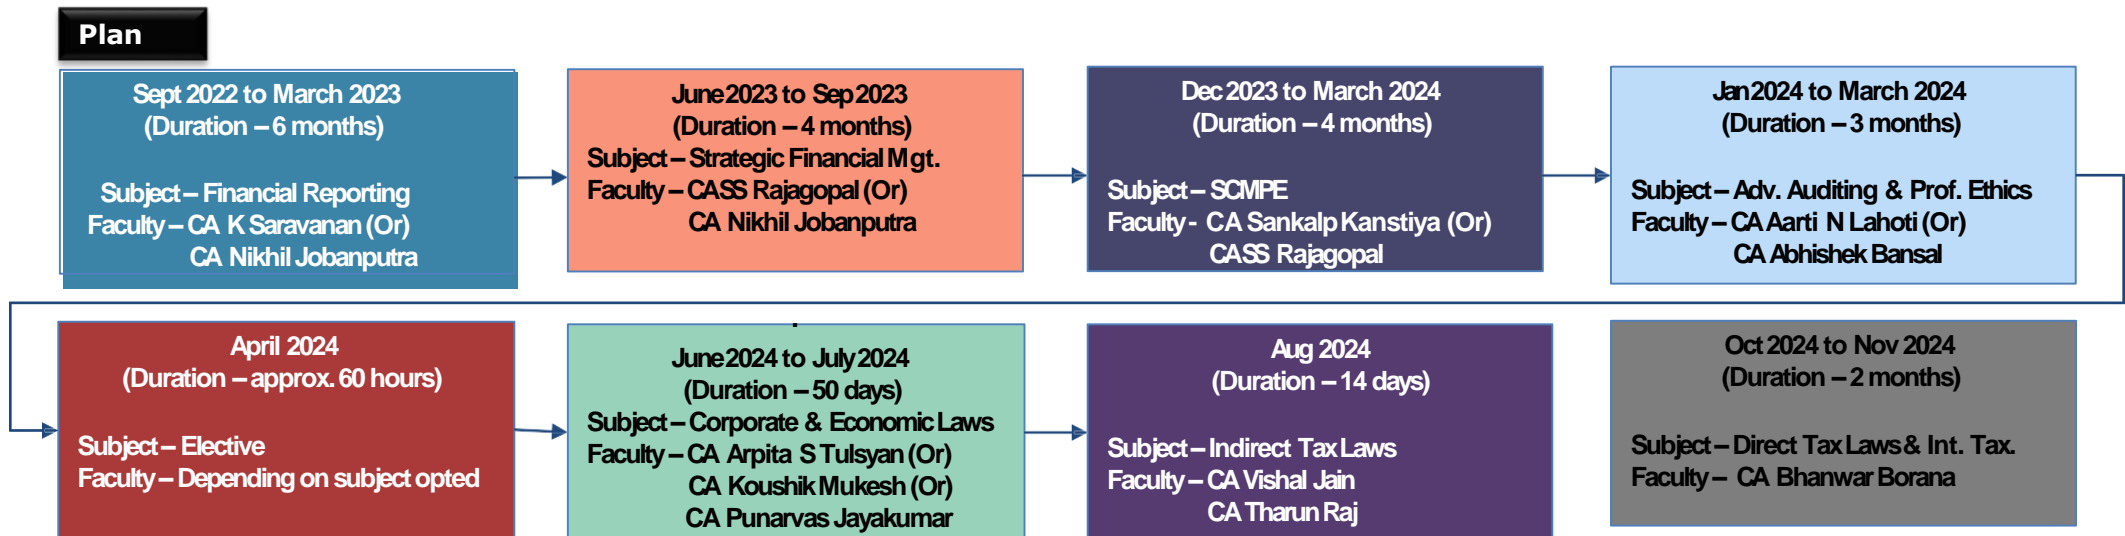 Plan
Sept 2022 to March 2023
(Duration – 6 months)
Subject – Financial Reporting
Faculty – CA K Saravanan (Or)
CA Nikhil Jobanputra
June 2023 to Sep 2023
(Duration – 4 months)
Subject – Strategic Financial Mgt.
Faculty – CA SS Rajagopal (Or)
CA Nikhil Jobanputra
Dec 2023 to March 2024
(Duration – 4 months)
Subject – SCMPE
Faculty - CA Sankalp Kanstiya (Or)
CA SS Rajagopal
Jan 2024 to March 2024
(Duration – 3 months)
Subject – Adv. Auditing & Prof. Ethics
Faculty – CA Aarti N Lahoti (Or)
CA Abhishek Bansal
April 2024
(Duration – approx. 60 hours)
Subject – Elective
Faculty – Depending on subject opted
June 2024 to July 2024
(Duration – 50 days)
Subject – Corporate & Economic Laws
Faculty – CA Arpita S Tulsyan (Or)
CA Koushik Mukesh (Or)
CA Punarvas Jayakumar
Aug 2024
(Duration – 14 days)
Subject – Indirect Tax Laws
Faculty – CA Vishal Jain
CA Tharun Raj
Oct 2024 to Nov 2024
(Duration – 2 months)
Subject – Direct Tax Laws & Int. Tax.
Faculty – CA Bhanwar Borana